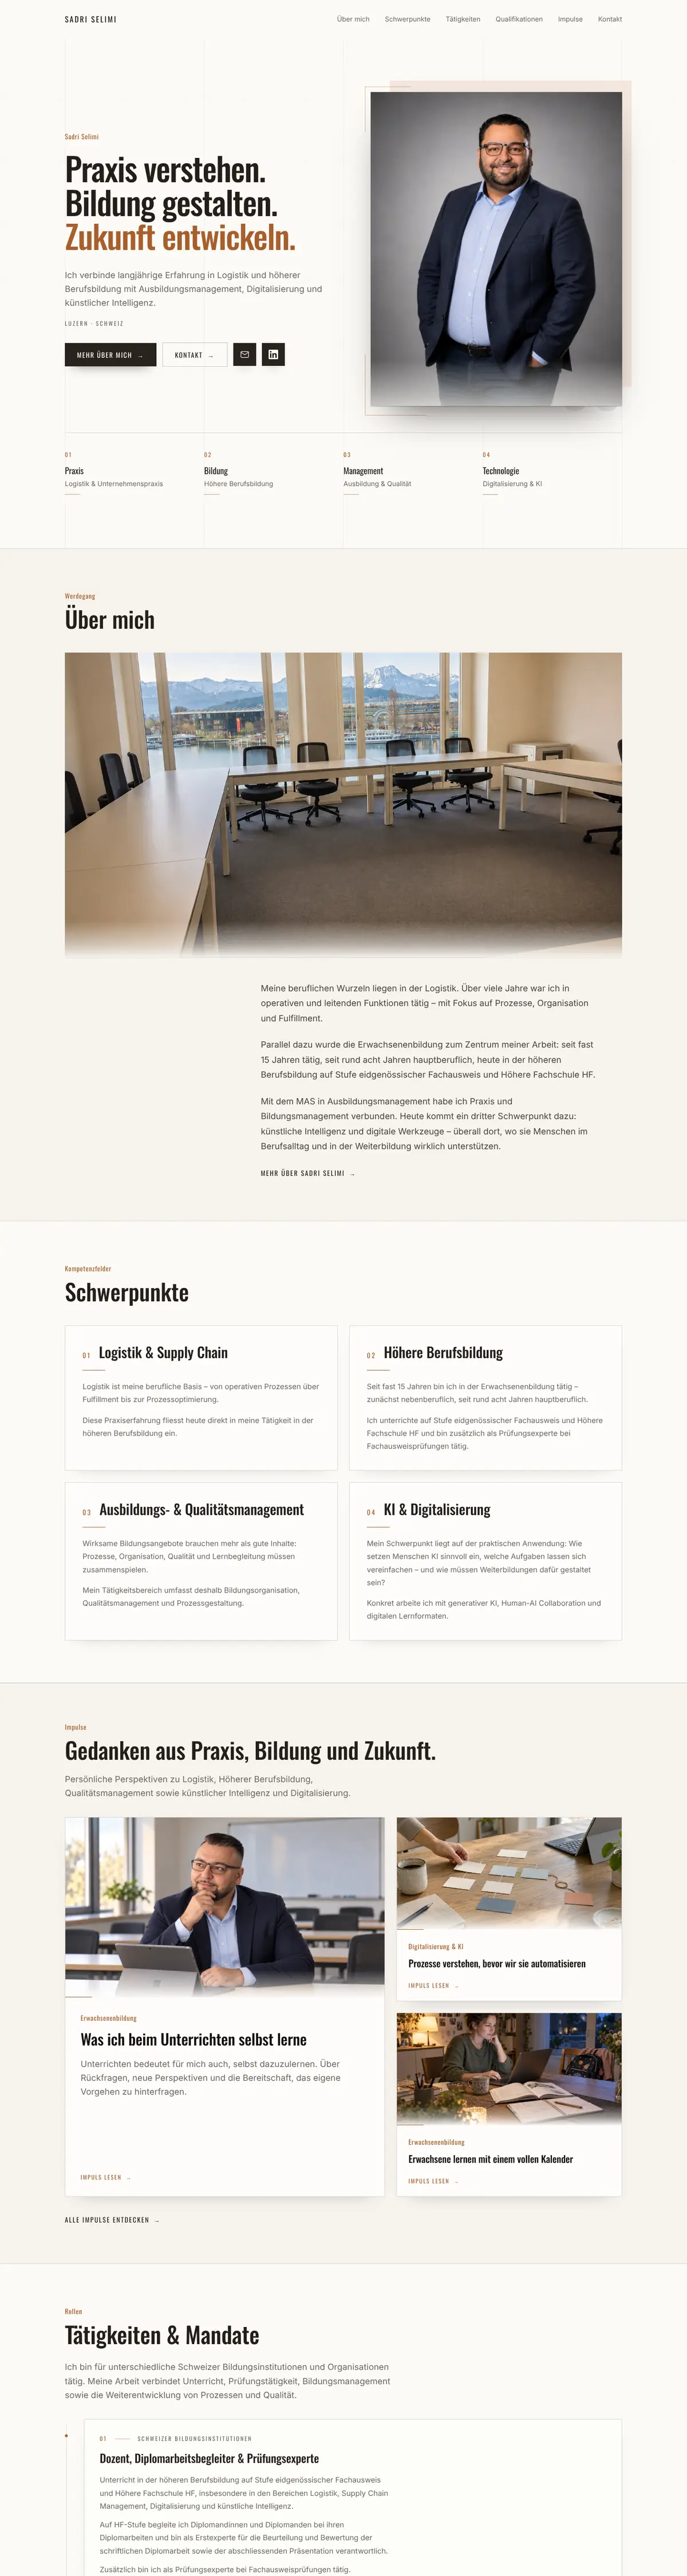 SADRI SELIMI
Über mich Schwerpunkte Tätigkeiten Qualifikationen Impulse Kontakt
Sadri Selimi
Praxis verstehen.
Bildung gestalten.
Zukunft entwickeln.
Ich verbinde langjährige Erfahrung in Logistik und höherer
Berufsbildung mit Ausbildungsmanagement, Digitalisierung und
künstlicher Intelligenz.
LUZERN · SCHWEIZ
MEHR ÜBER MICH →
KONTAKT →
01
Praxis
Logistik & Unternehmenspraxis
02
Bildung
Höhere Berufsbildung
03
Management
Ausbildung & Qualität
04
Technologie
Digitalisierung & KI
Werdegang
Über mich
Meine beruflichen Wurzeln liegen in der Logistik. Über viele Jahre war ich in
operativen und leitenden Funktionen tätig – mit Fokus auf Prozesse, Organisation
und Fulfillment.
Parallel dazu wurde die Erwachsenenbildung zum Zentrum meiner Arbeit: seit fast
15 Jahren tätig, seit rund acht Jahren hauptberuflich, heute in der höheren
Berufsbildung auf Stufe eidgenössischer Fachausweis und Höhere Fachschule HF.
Mit dem MAS in Ausbildungsmanagement habe ich Praxis und
Bildungsmanagement verbunden. Heute kommt ein dritter Schwerpunkt dazu:
künstliche Intelligenz und digitale Werkzeuge – überall dort, wo sie Menschen im
Berufsalltag und in der Weiterbildung wirklich unterstützen.
MEHR ÜBER SADRI SELIMI →
Kompetenzfelder
Schwerpunkte
01 Logistik & Supply Chain
Logistik ist meine berufliche Basis – von operativen Prozessen über
Fulfillment bis zur Prozessoptimierung.
Diese Praxiserfahrung fliesst heute direkt in meine Tätigkeit in der
höheren Berufsbildung ein.
02 Höhere Berufsbildung
Seit fast 15 Jahren bin ich in der Erwachsenenbildung tätig –
zunächst nebenberuflich, seit rund acht Jahren hauptberuflich.
Ich unterrichte auf Stufe eidgenössischer Fachausweis und Höhere
Fachschule HF und bin zusätzlich als Prüfungsexperte bei
Fachausweisprüfungen tätig.
03 Ausbildungs- & Qualitätsmanagement
Wirksame Bildungsangebote brauchen mehr als gute Inhalte:
Prozesse, Organisation, Qualität und Lernbegleitung müssen
zusammenspielen.
Mein Tätigkeitsbereich umfasst deshalb Bildungsorganisation,
Qualitätsmanagement und Prozessgestaltung.
04 KI & Digitalisierung
Mein Schwerpunkt liegt auf der praktischen Anwendung: Wie
setzen Menschen KI sinnvoll ein, welche Aufgaben lassen sich
vereinfachen – und wie müssen Weiterbildungen dafür gestaltet
sein?
Konkret arbeite ich mit generativer KI, Human-AI Collaboration und
digitalen Lernformaten.
Impulse
Gedanken aus Praxis, Bildung und Zukunft.
Persönliche Perspektiven zu Logistik, Höherer Berufsbildung,
Qualitätsmanagement sowie künstlicher Intelligenz und Digitalisierung.
Erwachsenenbildung
Was ich beim Unterrichten selbst lerne
Unterrichten bedeutet für mich auch, selbst dazuzulernen. Über
Rückfragen, neue Perspektiven und die Bereitschaft, das eigene
Vorgehen zu hinterfragen.
IMPULS LESEN →
Digitalisierung & KI
Prozesse verstehen, bevor wir sie automatisieren
IMPULS LESEN →
Erwachsenenbildung
Erwachsene lernen mit einem vollen Kalender
IMPULS LESEN →
ALLE IMPULSE ENTDECKEN →
Rollen
Tätigkeiten & Mandate
Ich bin für unterschiedliche Schweizer Bildungsinstitutionen und Organisationen
tätig. Meine Arbeit verbindet Unterricht, Prüfungstätigkeit, Bildungsmanagement
sowie die Weiterentwicklung von Prozessen und Qualität.
01 SCHWEIZER BILDUNGSINSTITUTIONEN
Dozent, Diplomarbeitsbegleiter & Prüfungsexperte
Unterricht in der höheren Berufsbildung auf Stufe eidgenössischer Fachausweis
und Höhere Fachschule HF, insbesondere in den Bereichen Logistik, Supply Chain
Management, Digitalisierung und künstliche Intelligenz.
Auf HF-Stufe begleite ich Diplomandinnen und Diplomanden bei ihren
Diplomarbeiten und bin als Erstexperte für die Beurteilung und Bewertung der
schriftlichen Diplomarbeit sowie der abschliessenden Präsentation verantwortlich.
Zusätzlich bin ich als Prüfungsexperte bei Fachausweisprüfungen tätig.